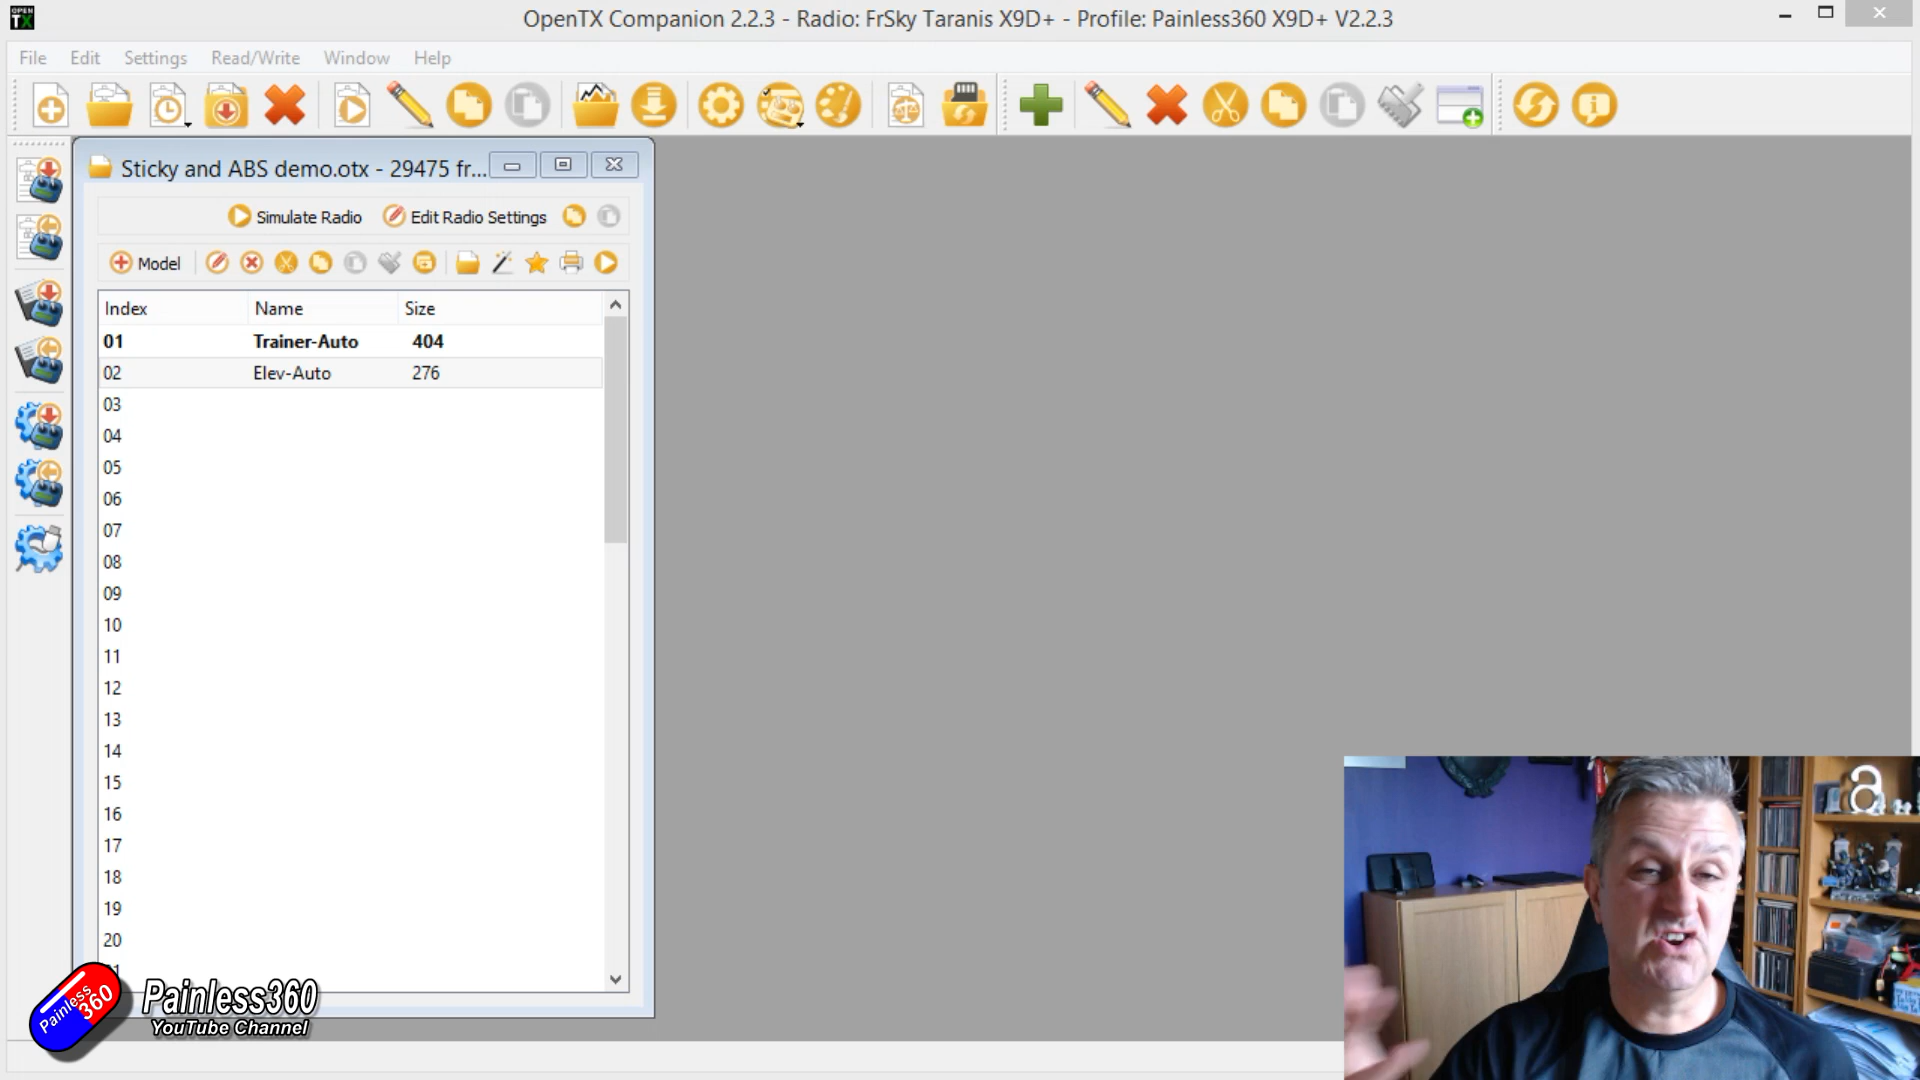 OPEN
TX
OpenTX Companion 2.2.3 - Radio: FrSky Taranis X9D+ - Profile: Painless360 X9D+ V2.2.3
File Edit Settings Read/Write Window Help
Sticky and ABS demo.otx - 29475 fr...
Simulate Radio Edit Radio Settings
Model
Index Name Size
01 Trainer-Auto 404
02 Elev-Auto 276
03
04
05
06
07
08
09
10
11
12
13
14
15
16
17
18
19
20
Painless
360
Painless360
YouTube Channel
a